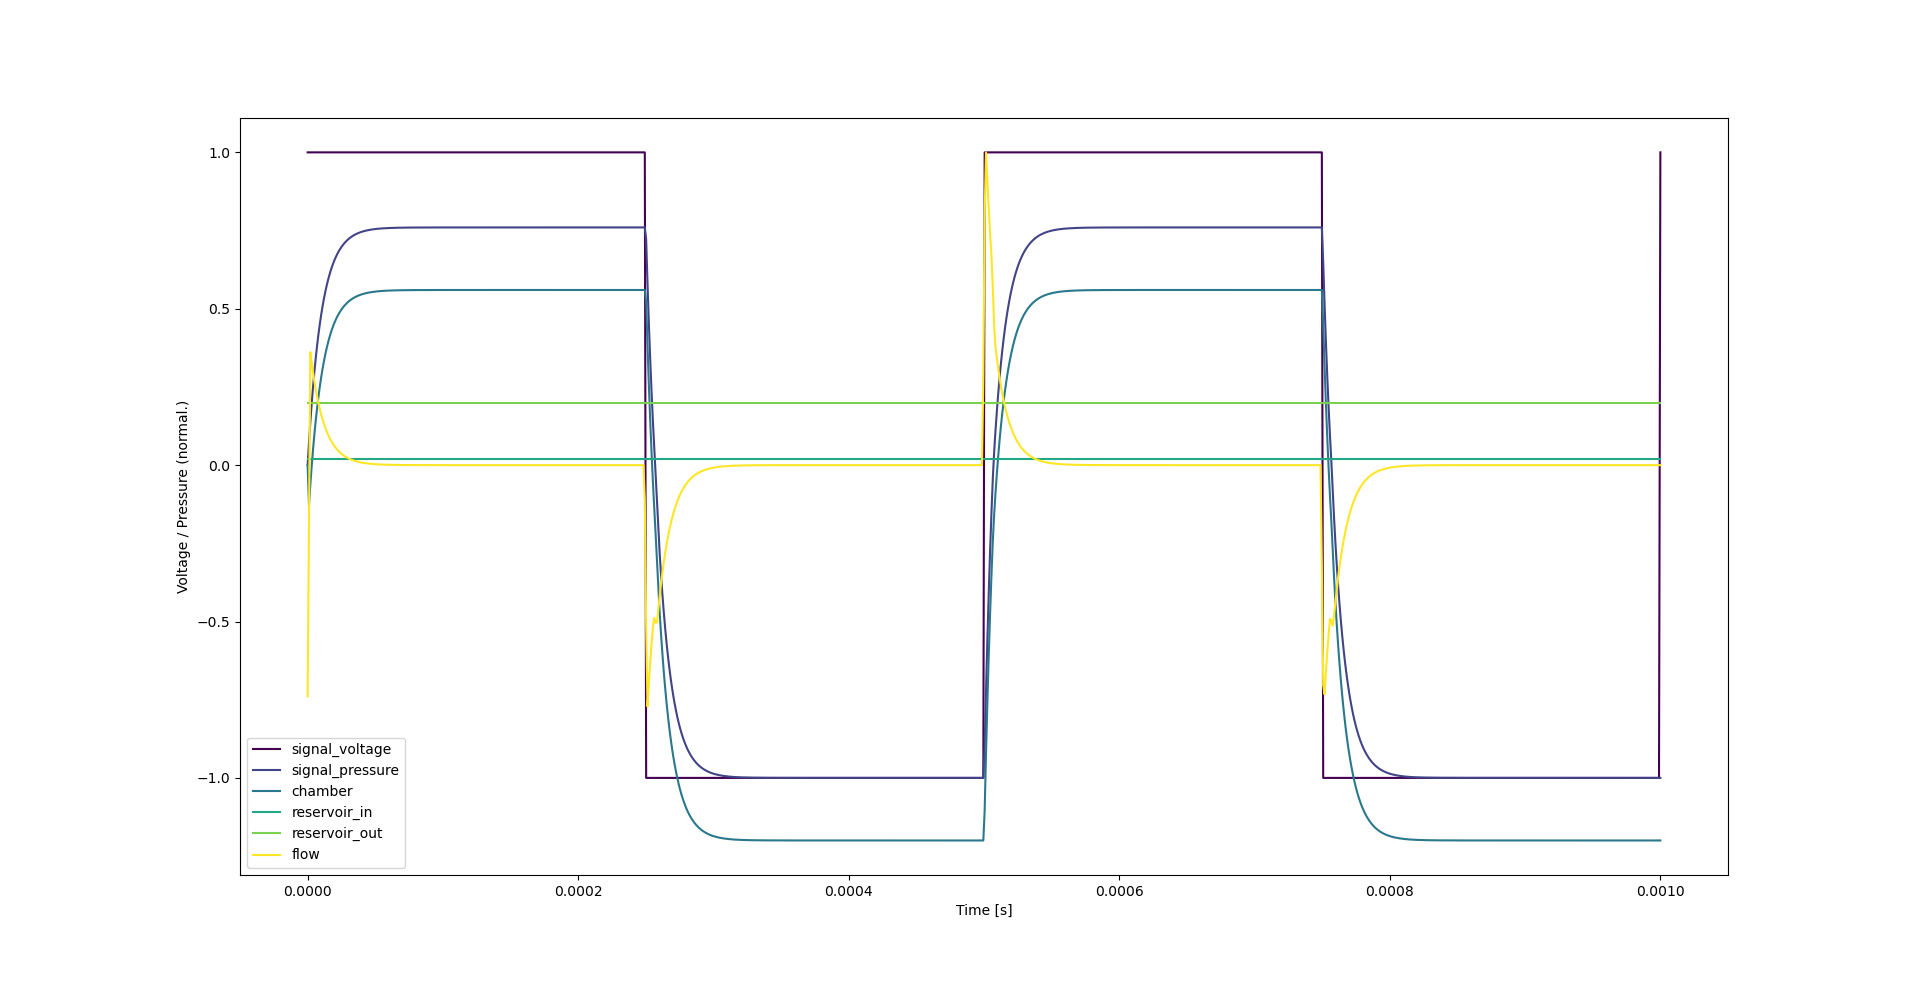 1.0
0.5
0.0
−0.5
−1.0
Voltage / Pressure (normal.)
signal_voltage
signal_pressure
chamber
reservoir_in
reservoir_out
flow
0.0000 0.0002 0.0004 0.0006 0.0008 0.0010
Time [s]